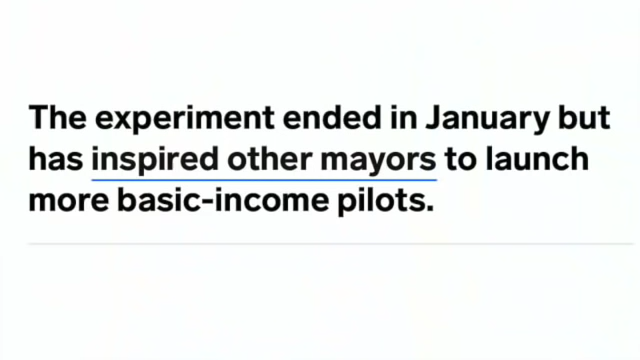 The experiment ended in January but
has inspired other mayors to launch
more basic-income pilots.